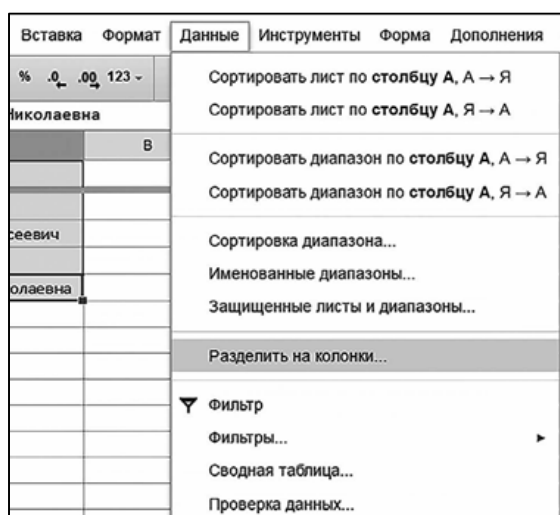 Вставка Формат Данные Инструменты Форма Дополнения
% .0 .00 123
Николаевна
B
сеевич
олаевна
Сортировать лист по столбцу A, А → Я
Сортировать лист по столбцу A, Я → А
Сортировать диапазон по столбцу A, А → Я
Сортировать диапазон по столбцу A, Я → А
Сортировка диапазона...
Именованные диапазоны...
Защищенные листы и диапазоны...
Разделить на колонки...
Фильтр
Фильтры...
Сводная таблица...
Проверка данных...